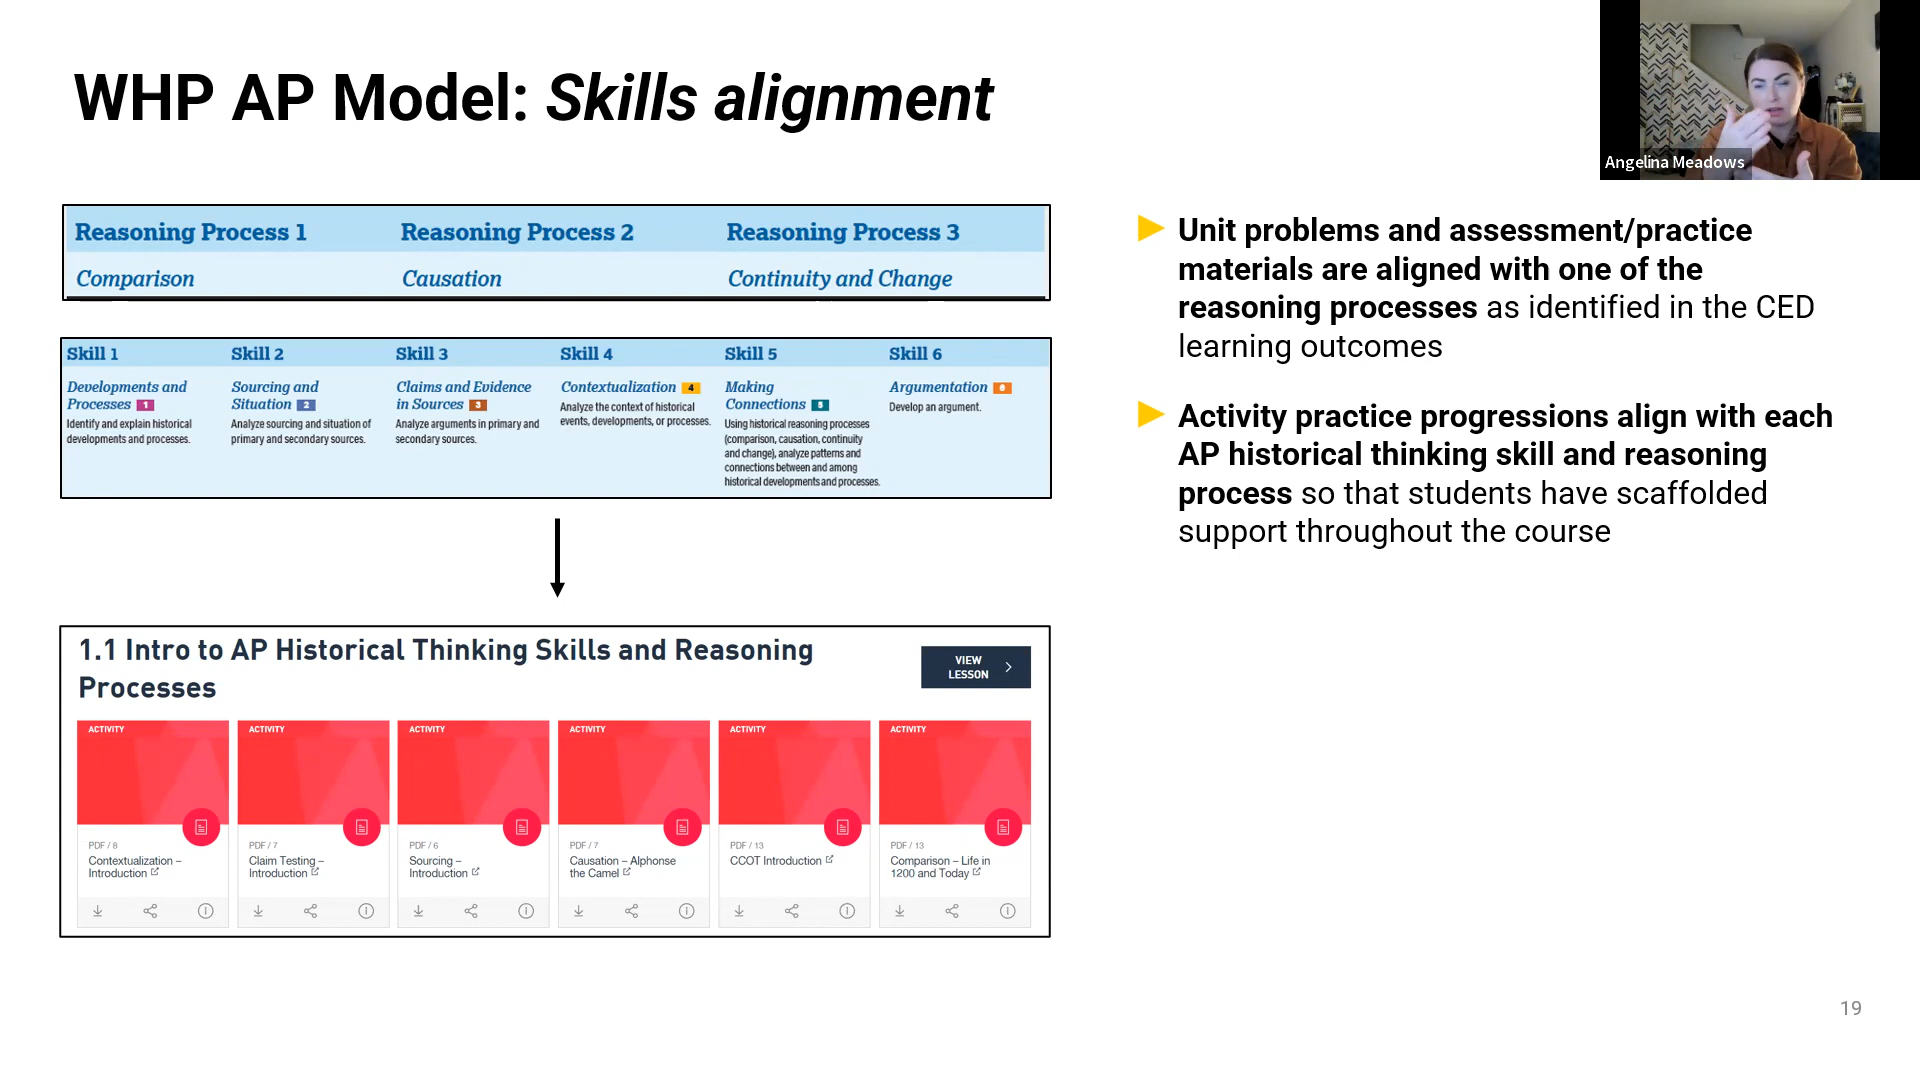 WHP AP Model: Skills alignment
Angelina Meadows
Reasoning Process 1 Reasoning Process 2 Reasoning Process 3
Comparison Causation Continuity and Change
Skill 1 Skill 2 Skill 3 Skill 4 Skill 5 Skill 6
Developments and
Processes 1
Identify and explain historical
developments and processes.
Sourcing and
Situation 2
Analyze sourcing and situation of
primary and secondary sources.
Claims and Evidence
in Sources 3
Analyze arguments in primary and
secondary sources.
Contextualization 4
Analyze the context of historical
events, developments, or processes.
Making
Connections 5
Using historical reasoning processes
(comparison, causation, continuity
and change), analyze patterns and
connections between and among
historical developments and processes.
Argumentation 6
Develop an argument.
1.1 Intro to AP Historical Thinking Skills and Reasoning
Processes
VIEW
LESSON
ACTIVITY ACTIVITY ACTIVITY ACTIVITY ACTIVITY ACTIVITY
PDF / 8
Contextualization –
Introduction
PDF / 7
Claim Testing –
Introduction
PDF / 6
Sourcing –
Introduction
PDF / 7
Causation – Alphonse
the Camel
PDF / 13
CCOT Introduction
PDF / 13
Comparison – Life in
1200 and Today
Unit problems and assessment/practice
materials are aligned with one of the
reasoning processes as identified in the CED
learning outcomes
Activity practice progressions align with each
AP historical thinking skill and reasoning
process so that students have scaffolded
support throughout the course
19